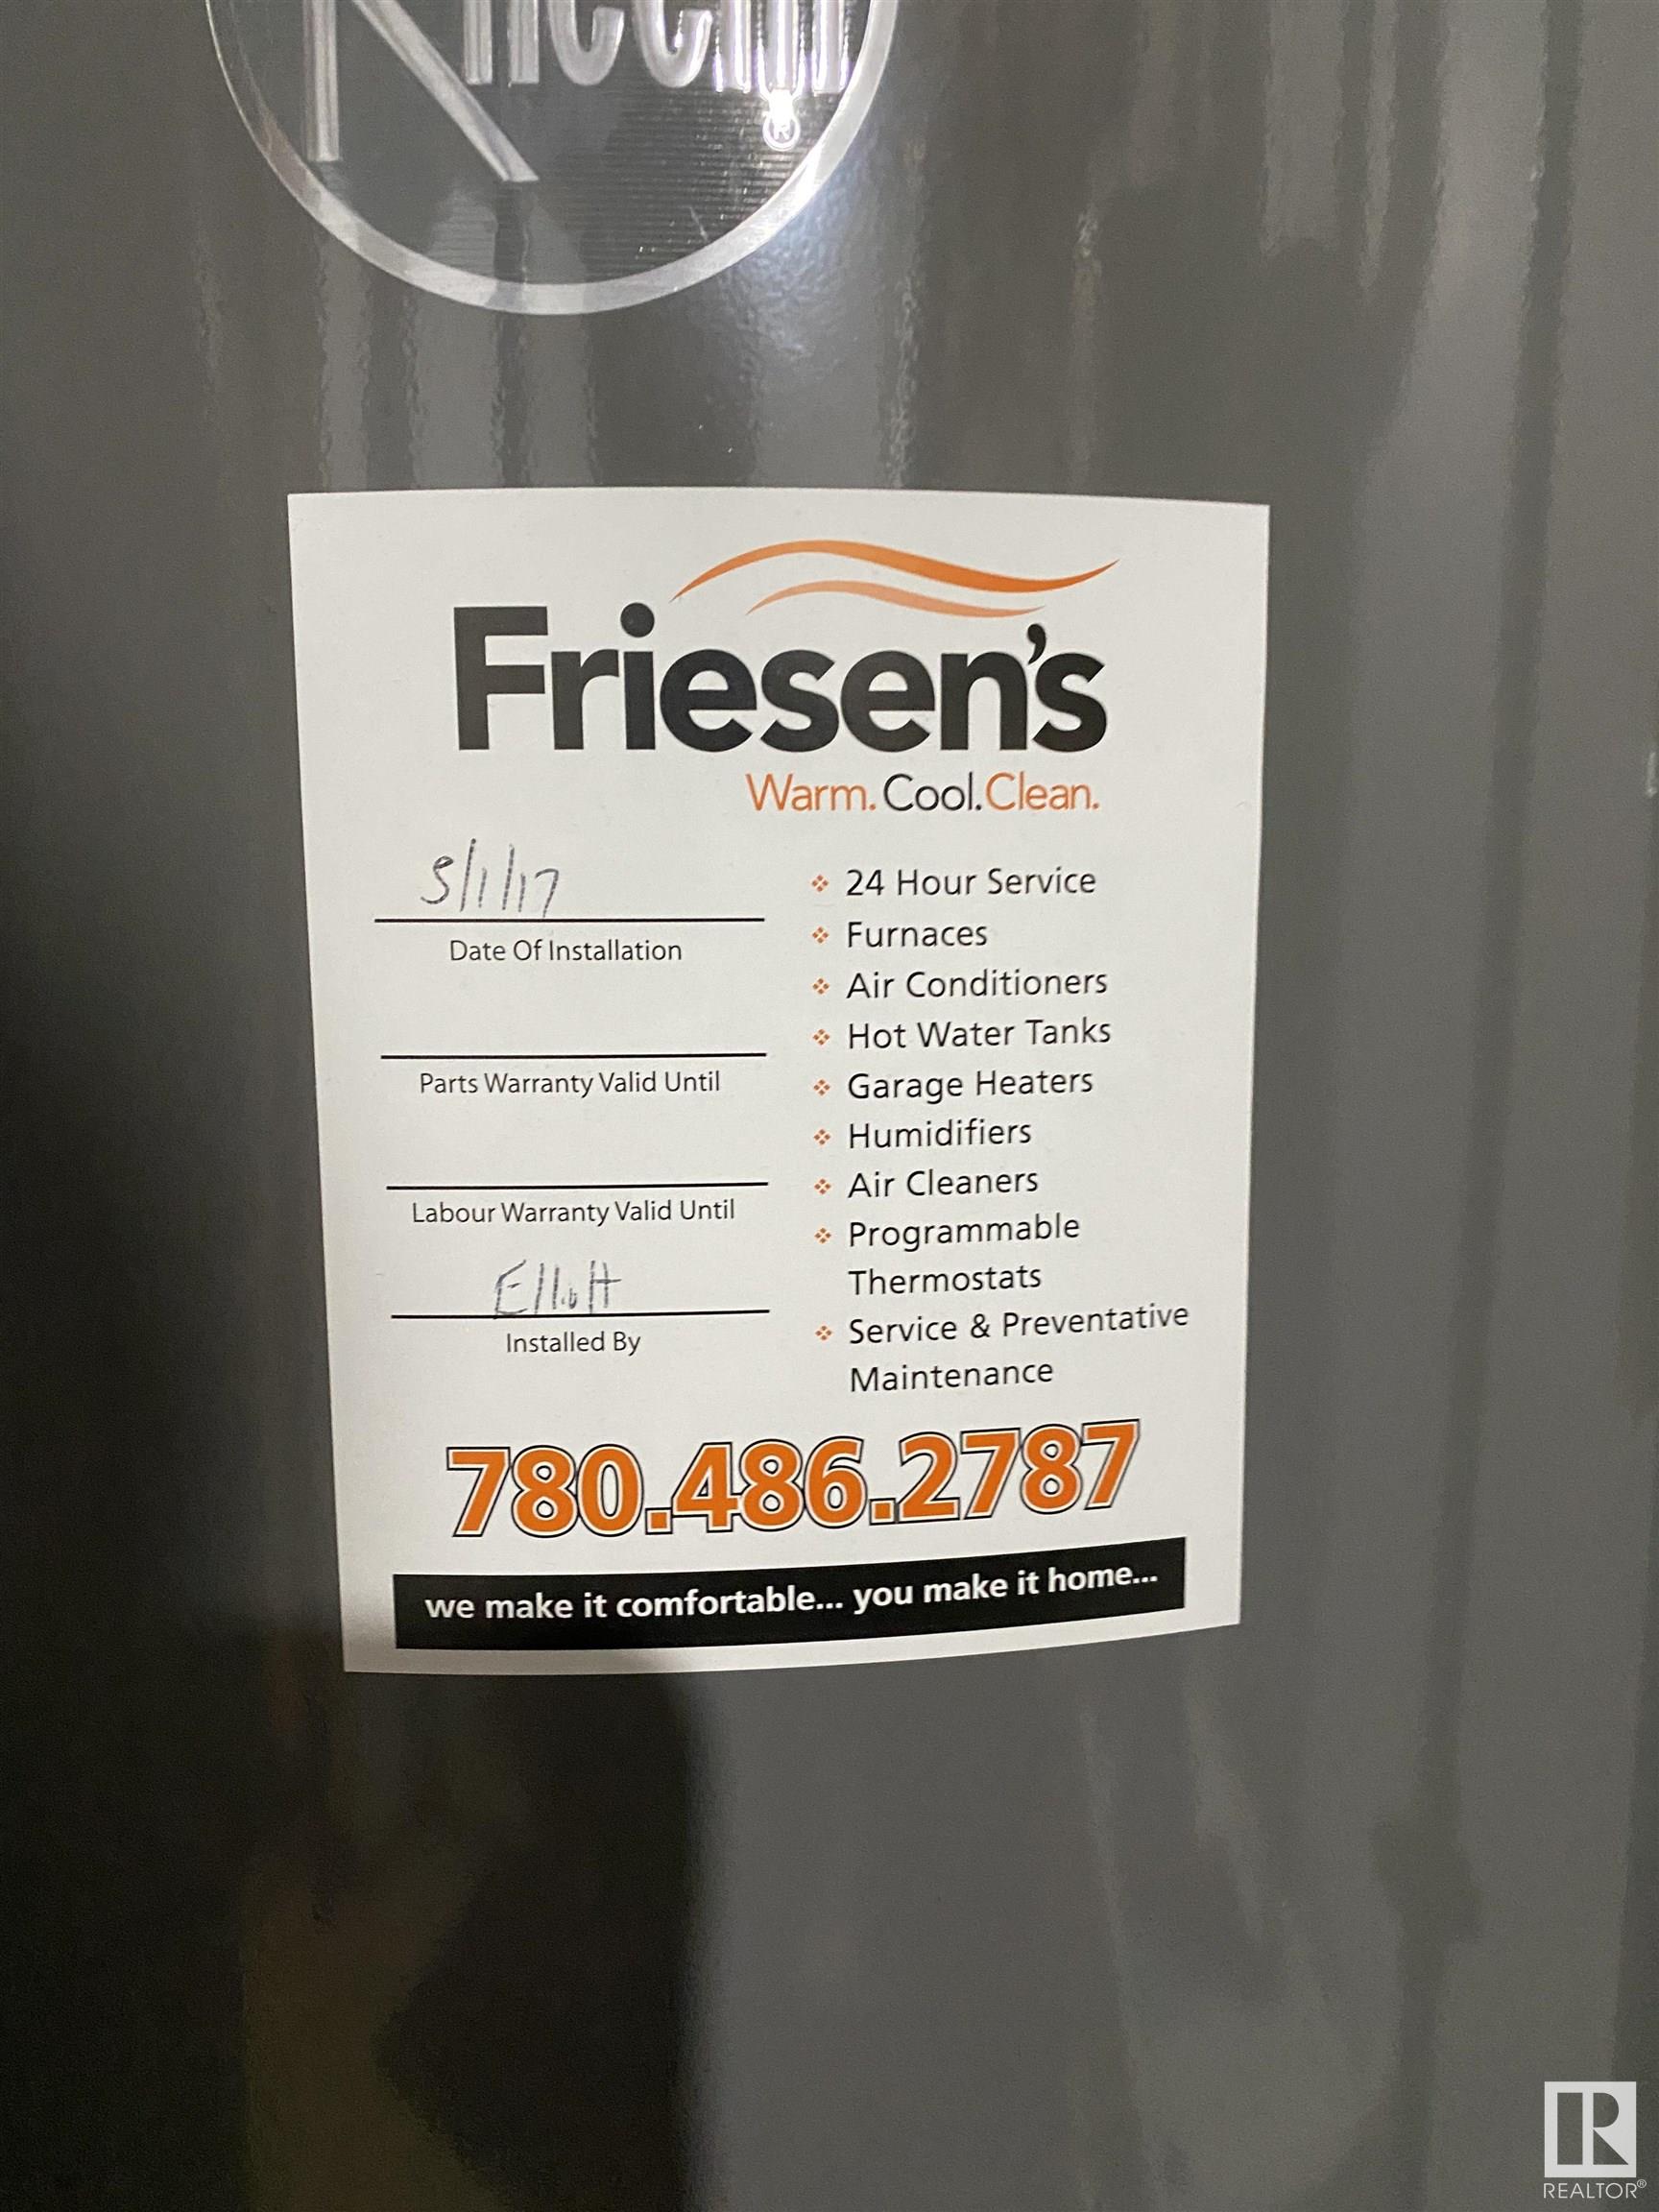 Rheem
®
Friesen's
Warm. Cool. Clean.
5/1/17
Date Of Installation
Parts Warranty Valid Until
Labour Warranty Valid Until
Elliott
Installed By
❖ 24 Hour Service
❖ Furnaces
❖ Air Conditioners
❖ Hot Water Tanks
❖ Garage Heaters
❖ Humidifiers
❖ Air Cleaners
❖ Programmable
Thermostats
❖ Service & Preventative
Maintenance
780.486.2787
we make it comfortable... you make it home...
R
REALTOR®